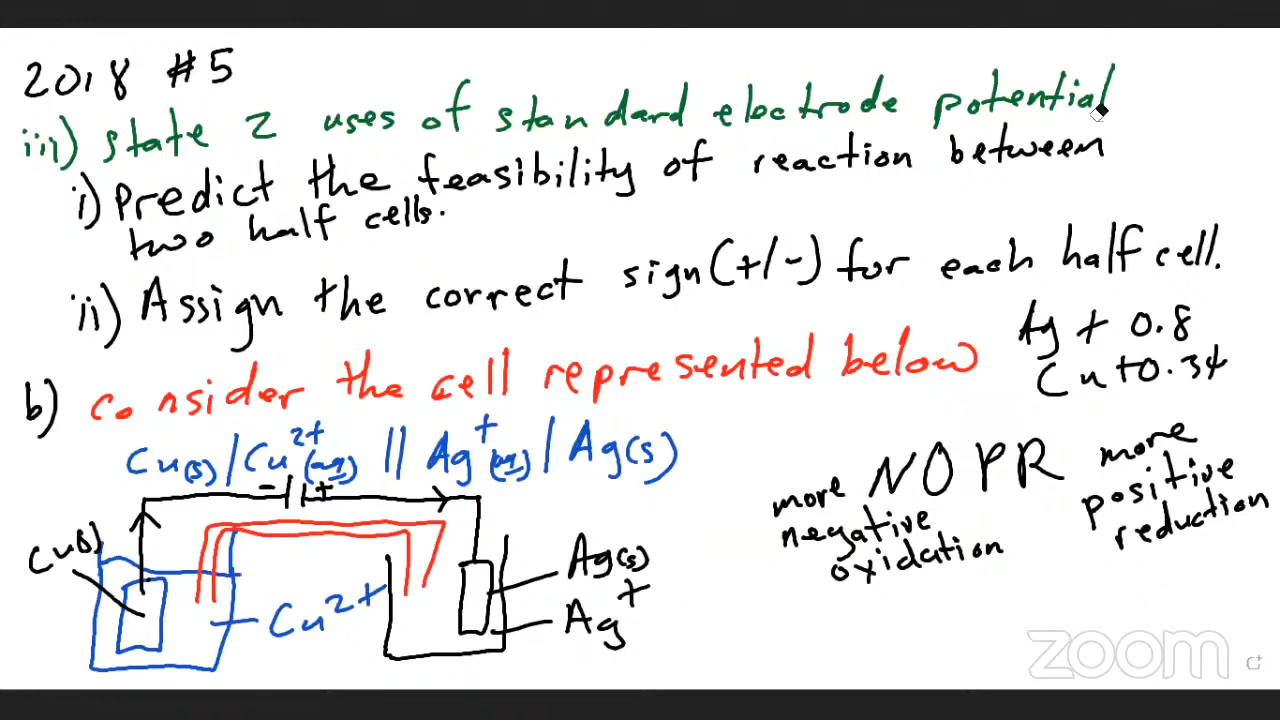 2018 #5
iii) state 2 uses of standard electrode potential
i) Predict the feasibility of reaction between
two half cells.
ii) Assign the correct sign (+/-) for each half cell.
Ag + 0.8
Cu +0.34
b) consider the cell represented below
Cu(s)/Cu²⁺(aq) // Ag⁺(aq)/Ag(s)
- +
more NOPR more
negative
oxidation
positive
reduction
Cu(s)
Ag(s)
Cu²⁺
Ag⁺
zoom